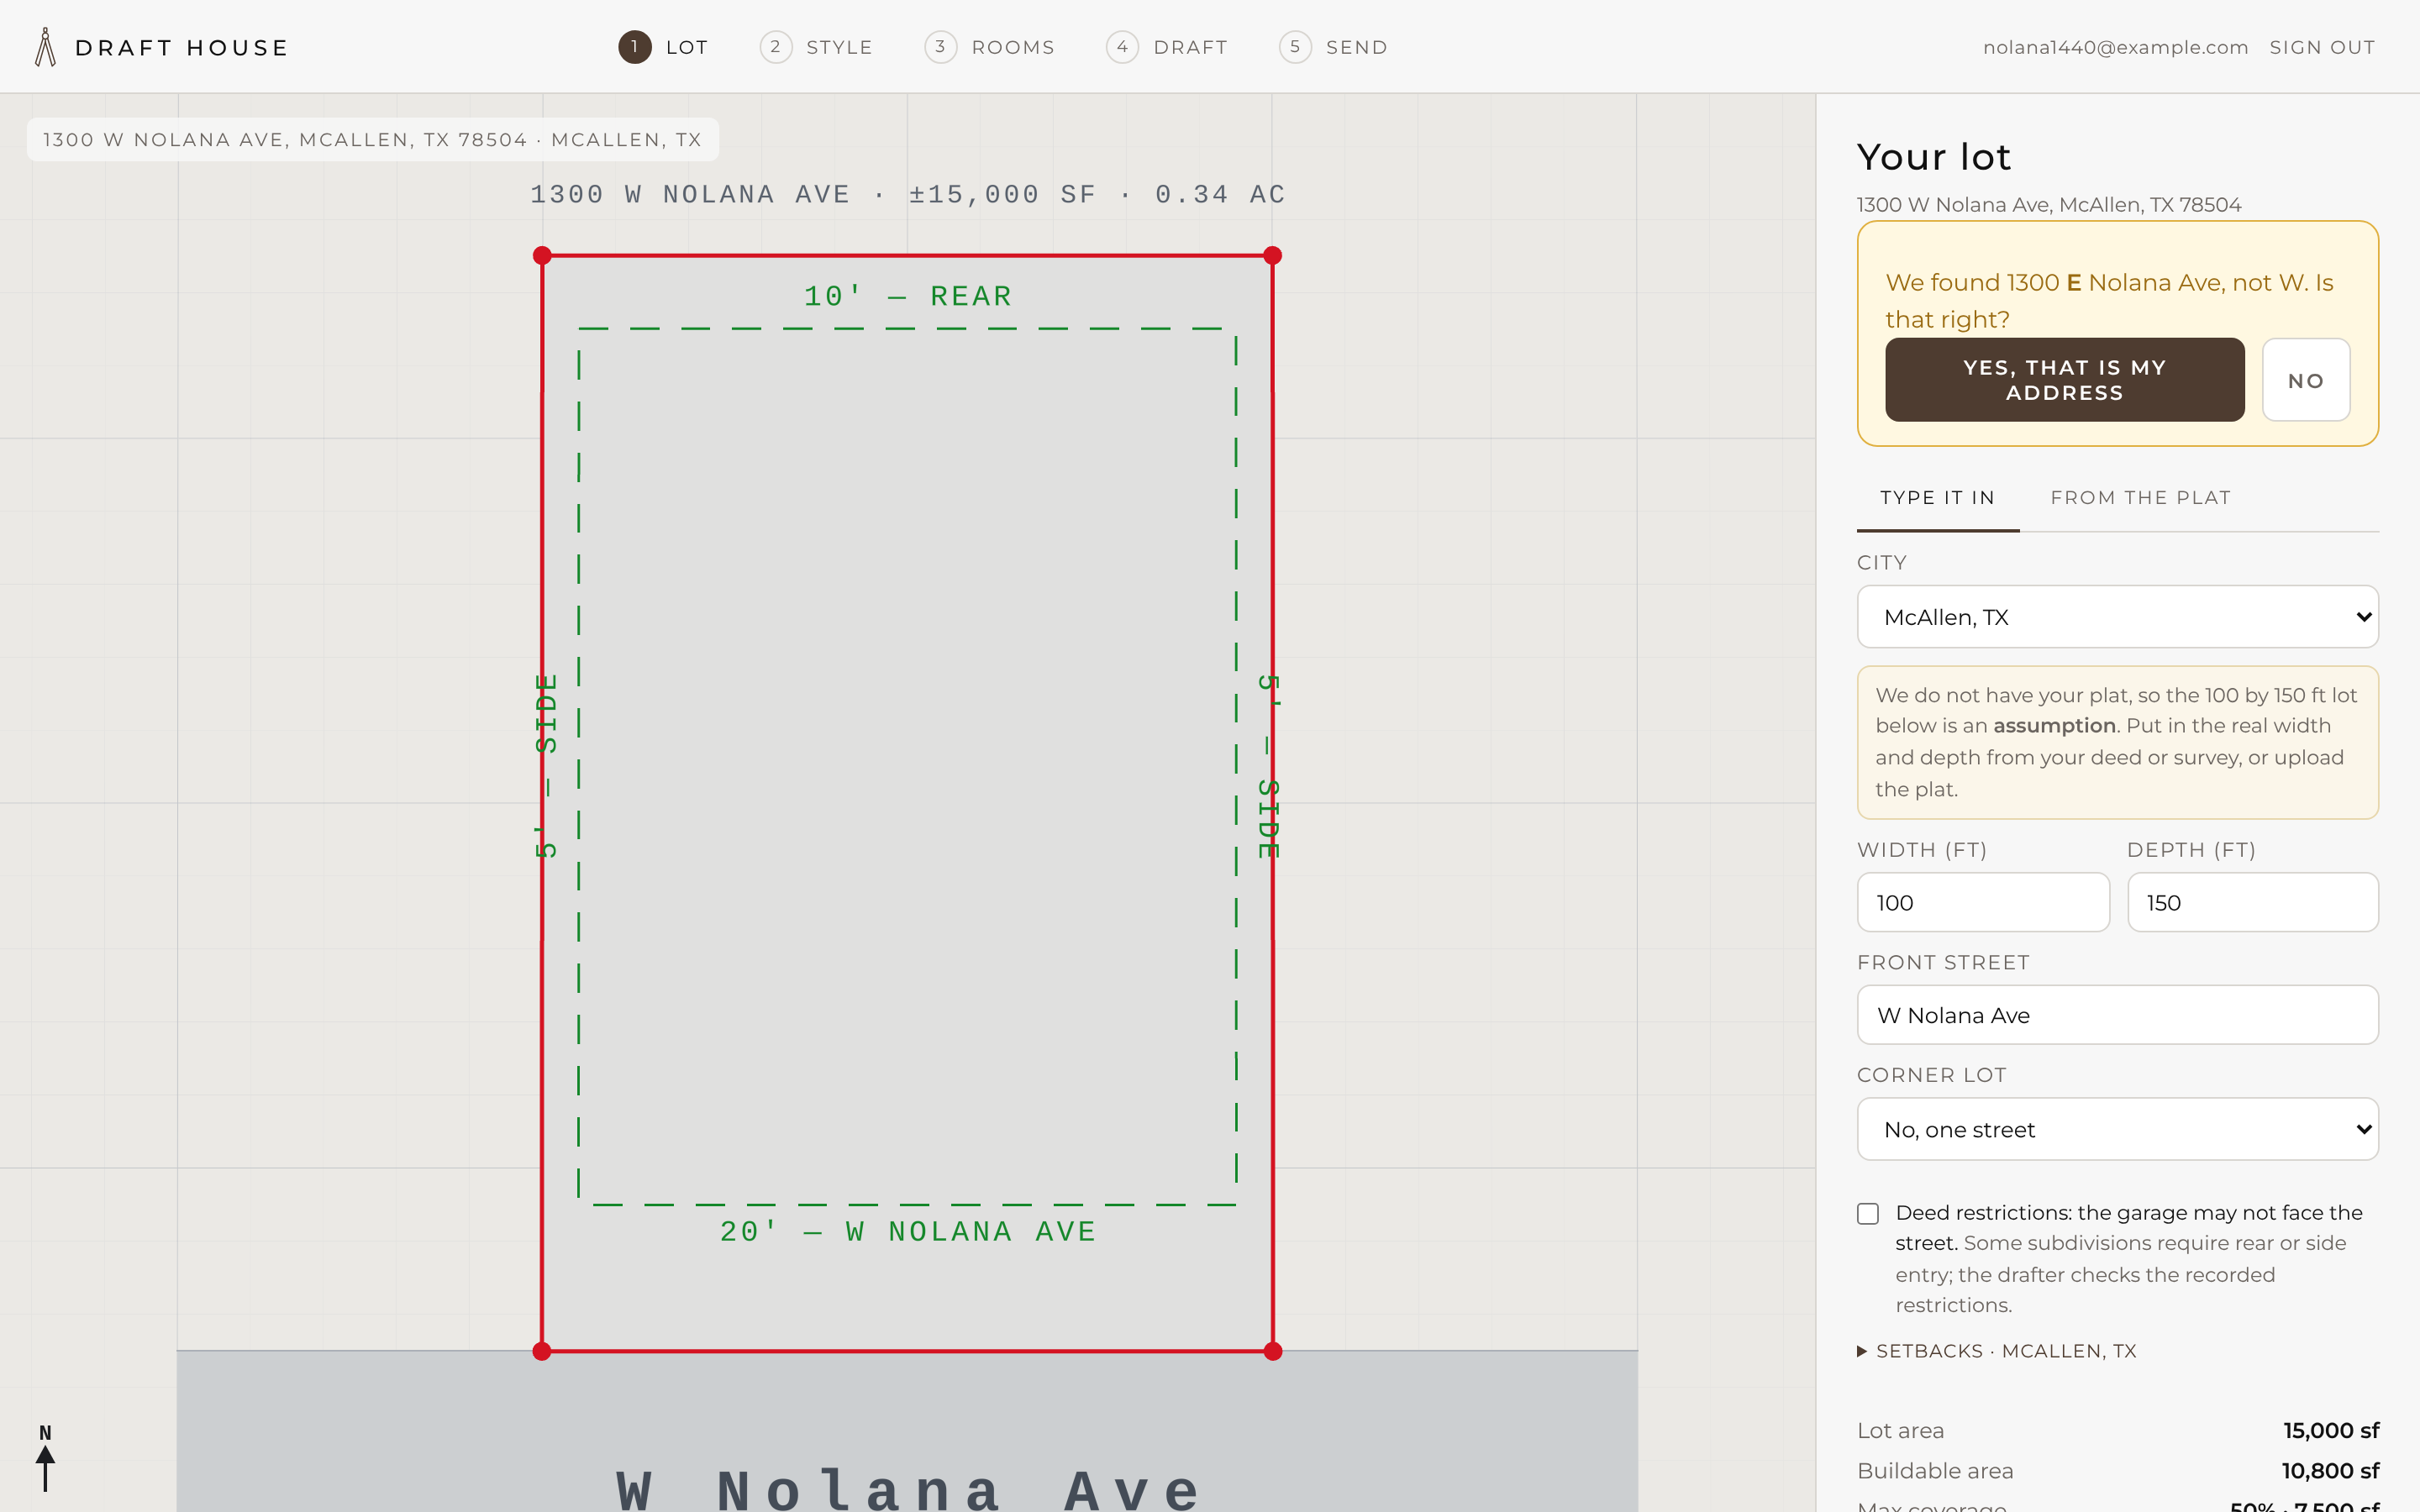 DRAFT HOUSE
1 LOT
2 STYLE
3 ROOMS
4 DRAFT
5 SEND
nolana1440@example.com SIGN OUT
1300 W NOLANA AVE, MCALLEN, TX 78504 · MCALLEN, TX
1300 W NOLANA AVE · ±15,000 SF · 0.34 AC
10' — REAR
5' — SIDE
5' — SIDE
20' — W NOLANA AVE
N
W Nolana Ave
Your lot
1300 W Nolana Ave, McAllen, TX 78504
We found 1300 E Nolana Ave, not W. Is
that right?
YES, THAT IS MY
ADDRESS
NO
TYPE IT IN
FROM THE PLAT
CITY
McAllen, TX
We do not have your plat, so the 100 by 150 ft lot
below is an assumption. Put in the real width
and depth from your deed or survey, or upload
the plat.
WIDTH (FT)
DEPTH (FT)
100
150
FRONT STREET
W Nolana Ave
CORNER LOT
No, one street
Deed restrictions: the garage may not face the
street. Some subdivisions require rear or side
entry; the drafter checks the recorded
restrictions.
SETBACKS · MCALLEN, TX
Lot area 15,000 sf
Buildable area 10,800 sf
Max coverage 50% · 7,500 sf